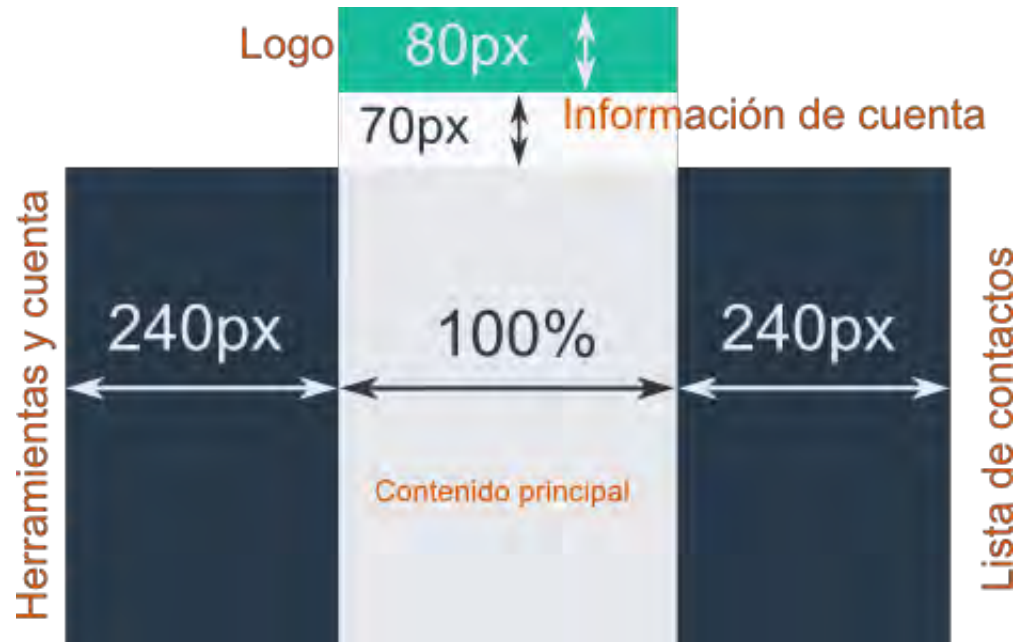 Logo
80px
70px
Información de cuenta
Herramientas y cuenta
240px
100%
240px
Lista de contactos
Contenido principal